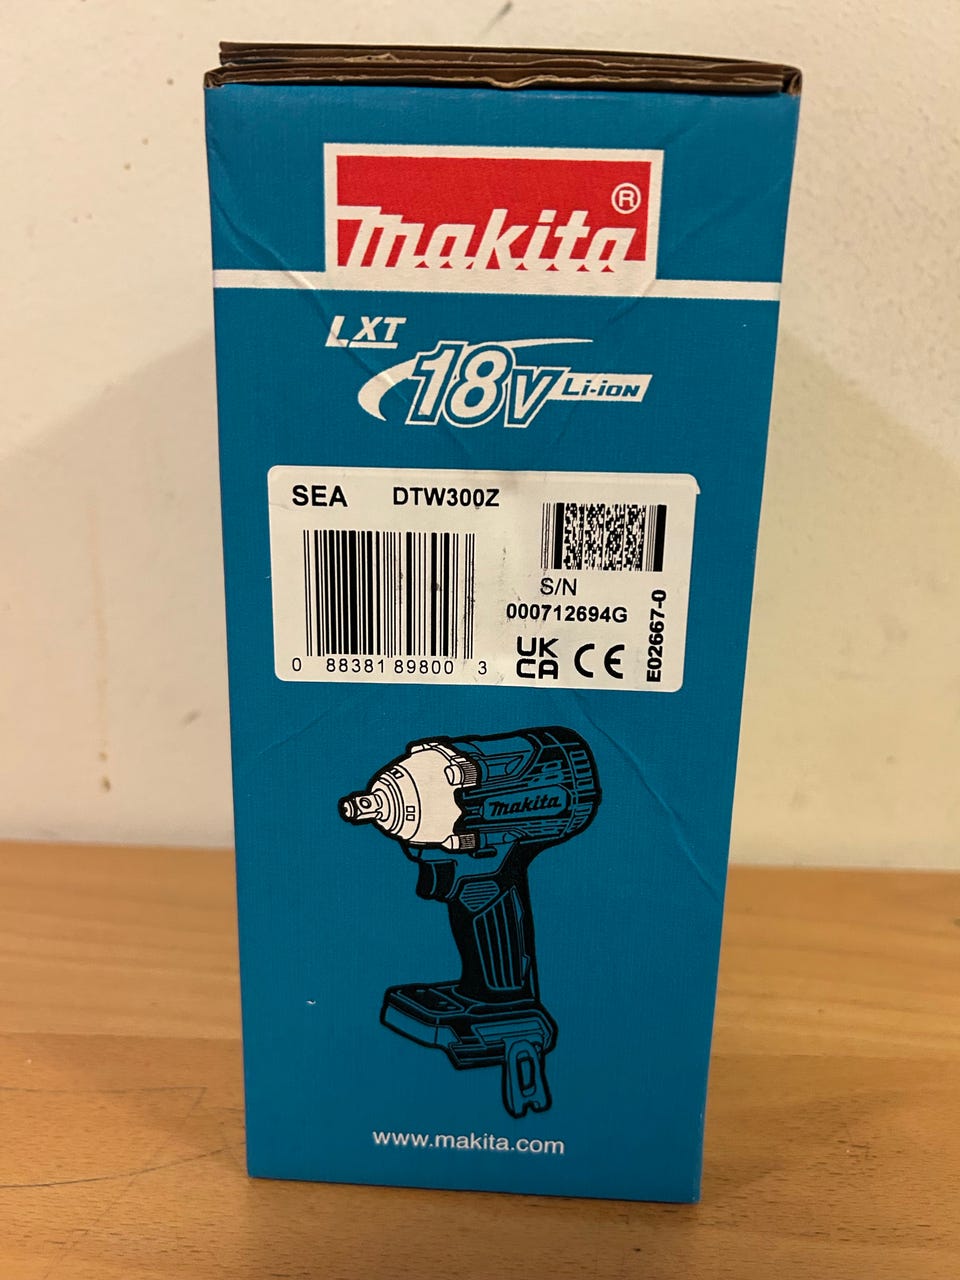 makita®
LXT
18V Li-ion
SEA DTW300Z
S/N
000712694G
UK
CA CE
E02667-0
0 88381 89800 3
makita
www.makita.com